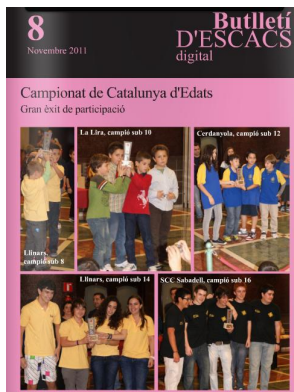 8
Novembre 2011
Butlletí
D'ESCACS
digital
Campionat de Catalunya d'Edats
Gran èxit de participació
La Lira, campió sub 10
Cerdanyola, campió sub 12
Llinars,
campió sub 8
Llinars, campió sub 14
SCC Sabadell, campió sub 16